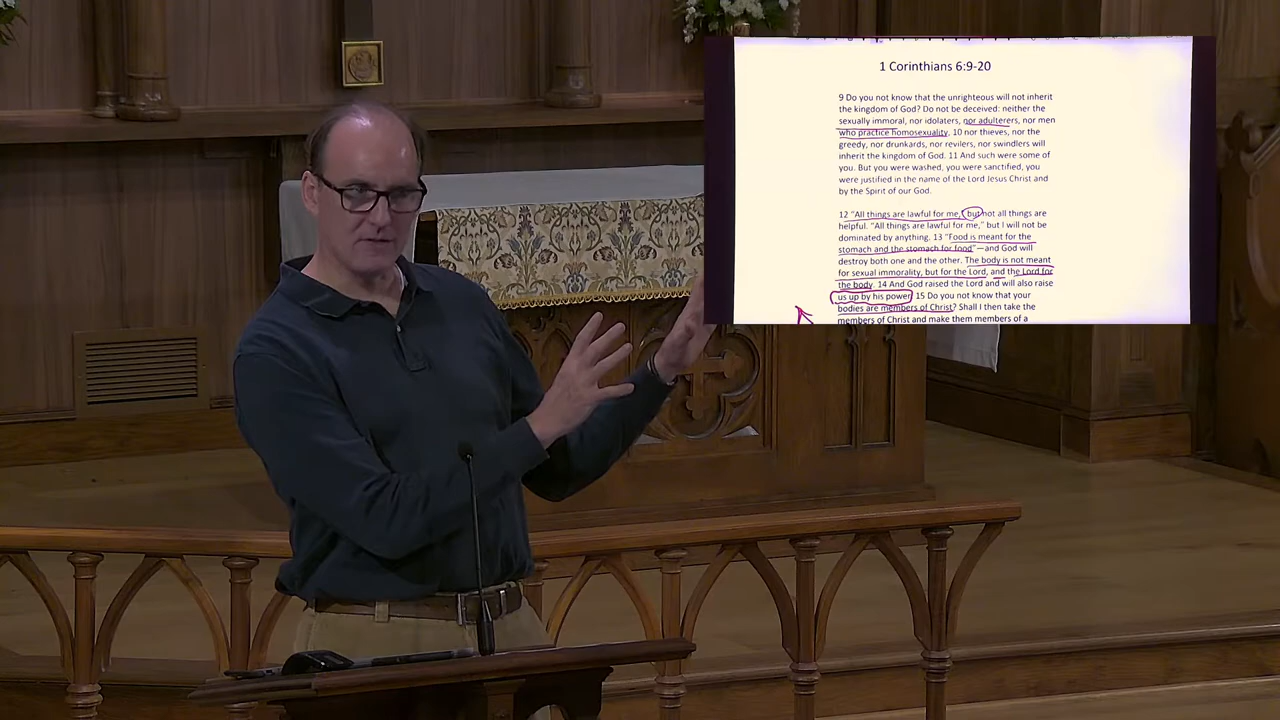 1 Corinthians 6:9-20
9 Do you not know that the unrighteous will not inherit
the kingdom of God? Do not be deceived: neither the
sexually immoral, nor idolaters, nor adulterers, nor men
who practice homosexuality, 10 nor thieves, nor the
greedy, nor drunkards, nor revilers, nor swindlers will
inherit the kingdom of God. 11 And such were some of
you. But you were washed, you were sanctified, you
were justified in the name of the Lord Jesus Christ and
by the Spirit of our God.
12 "All things are lawful for me," but not all things are
helpful. "All things are lawful for me," but I will not be
dominated by anything. 13 "Food is meant for the
stomach and the stomach for food"—and God will
destroy both one and the other. The body is not meant
for sexual immorality, but for the Lord, and the Lord for
the body. 14 And God raised the Lord and will also raise
us up by his power. 15 Do you not know that your
bodies are members of Christ? Shall I then take the
members of Christ and make them members of a